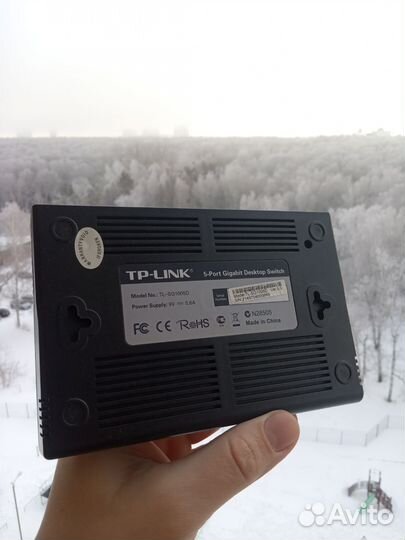 TP-LINK 5-Port Gigabit Desktop Switch
Model No.: TL-SG1005D
Power Supply: 9V 0.6A
FC CE RoHS
N28505
Made in China
Avito